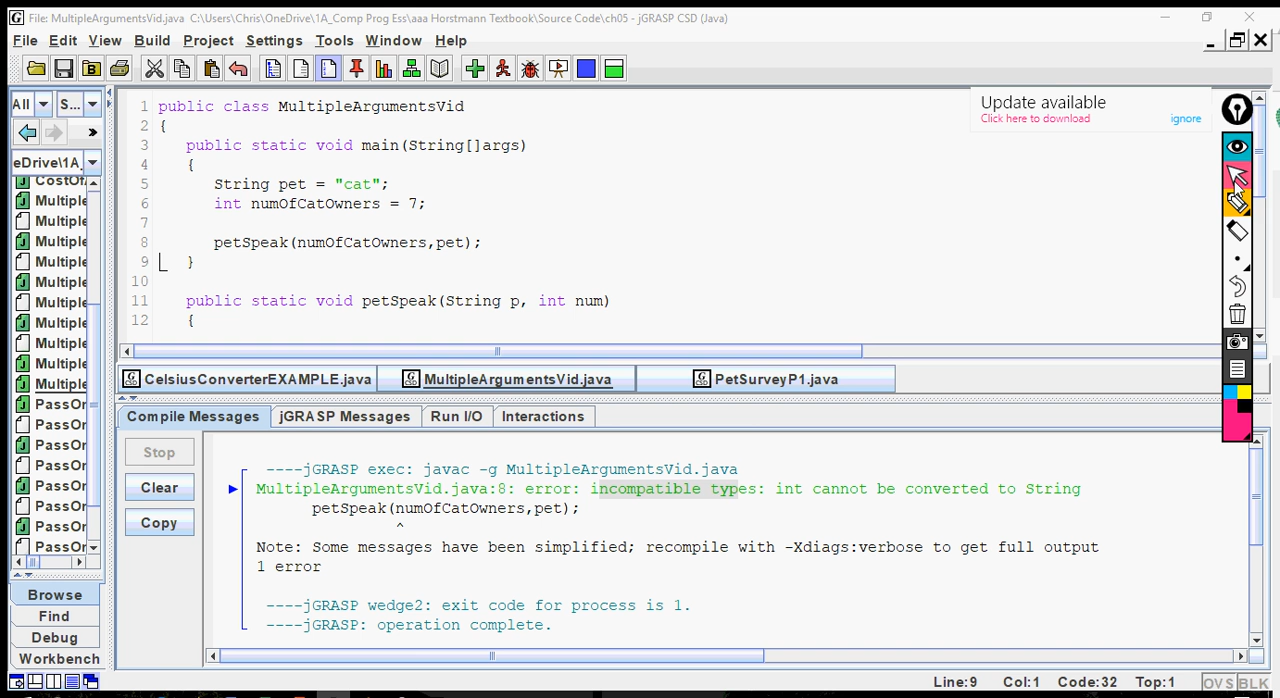 File: MultipleArgumentsVid.java  C:\Users\Chris\OneDrive\1A_Comp Prog Ess\aaa Horstmann Textbook\Source Code\ch05 - jGRASP CSD (Java)
File Edit View Build Project Settings Tools Window Help
All S...
eDrive\1A_
CostOf
Multiple
Multiple
Multiple
Multiple
Multiple
Multiple
Multiple
Multiple
Multiple
Multiple
PassOr
PassOr
PassOr
PassOr
PassOr
PassOr
PassOr
PassOr
Browse
Find
Debug
Workbench
1 public class MultipleArgumentsVid
2 {
3 public static void main(String[]args)
4 {
5 String pet = "cat";
6 int numOfCatOwners = 7;
7
8 petSpeak(numOfCatOwners,pet);
9 }
10
11 public static void petSpeak(String p, int num)
12 {
Update available
Click here to download ignore
CelsiusConverterEXAMPLE.java MultipleArgumentsVid.java PetSurveyP1.java
Compile Messages jGRASP Messages Run I/O Interactions
Stop
Clear
Copy
----jGRASP exec: javac -g MultipleArgumentsVid.java
MultipleArgumentsVid.java:8: error: incompatible types: int cannot be converted to String
petSpeak(numOfCatOwners,pet);
^
Note: Some messages have been simplified; recompile with -Xdiags:verbose to get full output
1 error
----jGRASP wedge2: exit code for process is 1.
----jGRASP: operation complete.
Line:9 Col:1 Code:32 Top:1 OVS BLK